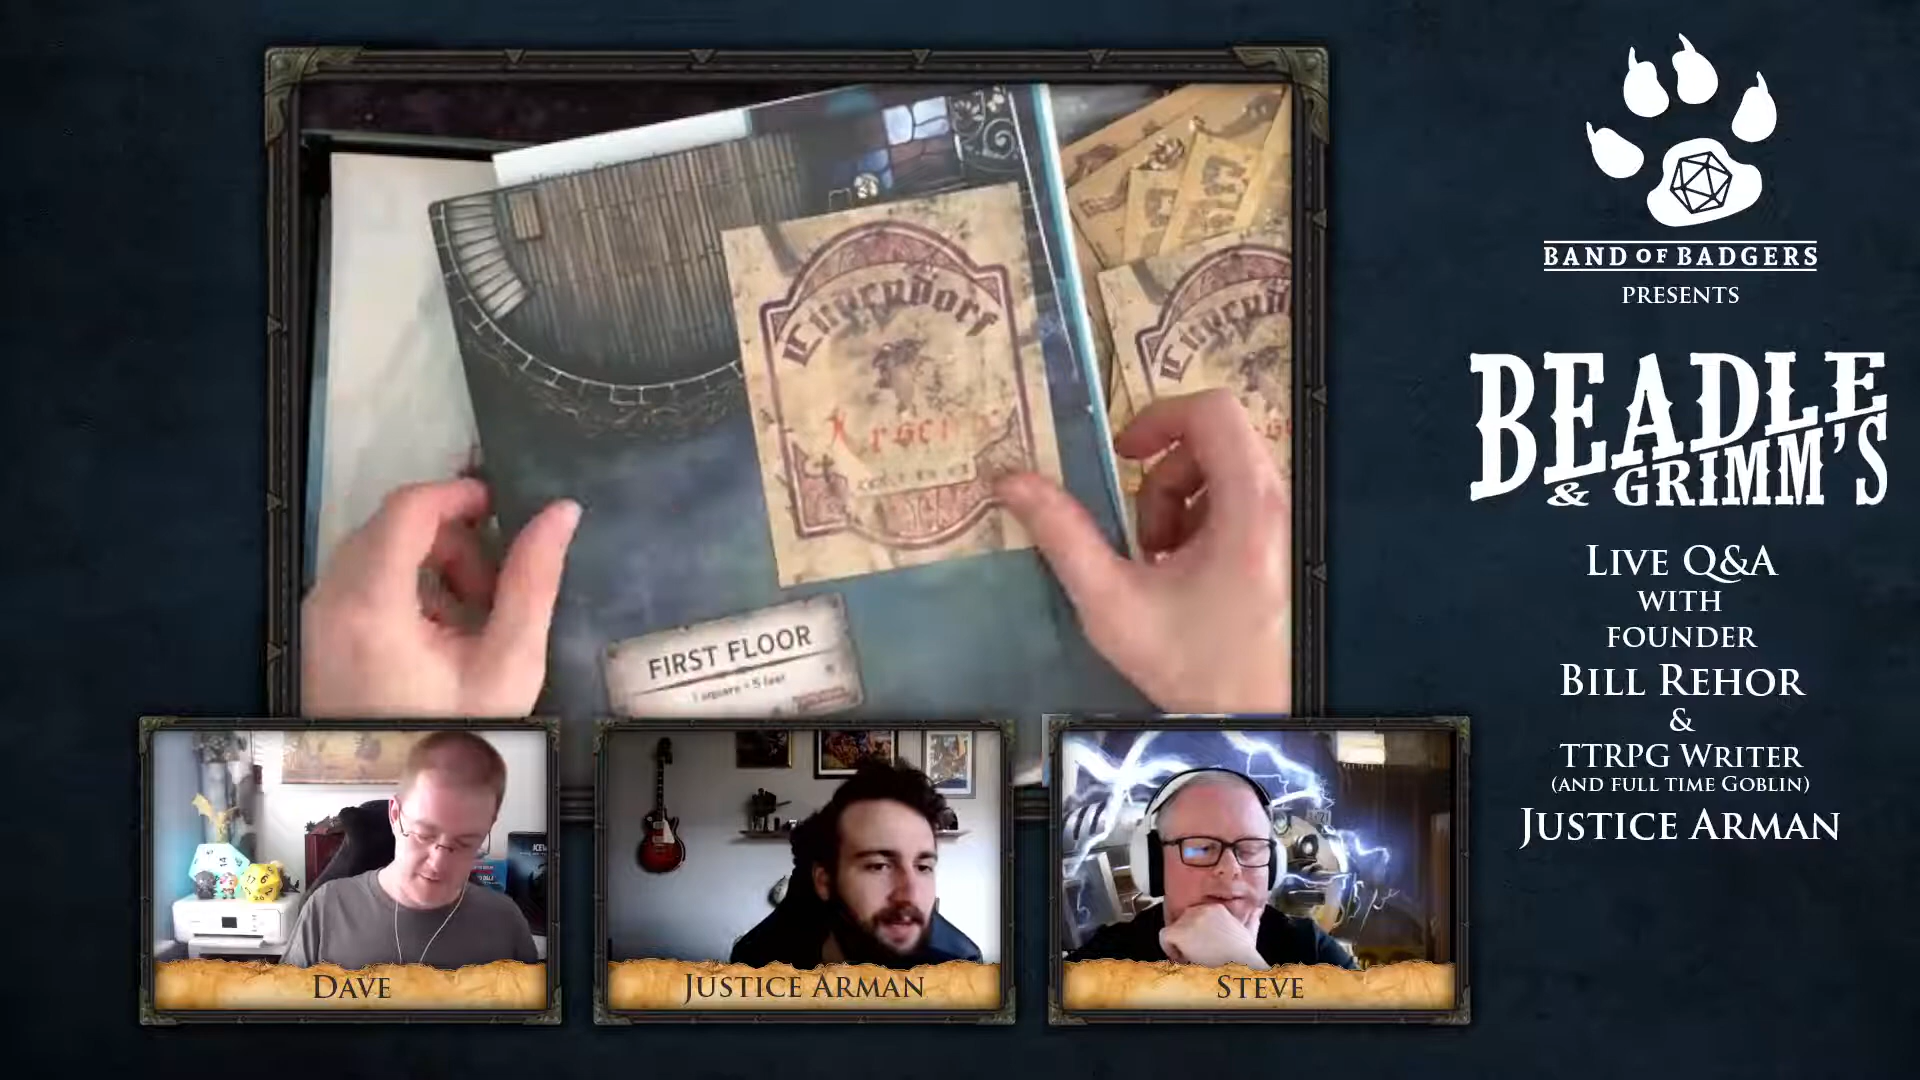 BAND OF BADGERS
PRESENTS
BEADLE
& GRIMM'S
LIVE Q&A
WITH
FOUNDER
BILL REHOR
&
TTRPG WRITER
(AND FULL TIME GOBLIN)
JUSTICE ARMAN
FIRST FLOOR
1 square = 5 feet
DAVE
JUSTICE ARMAN
STEVE